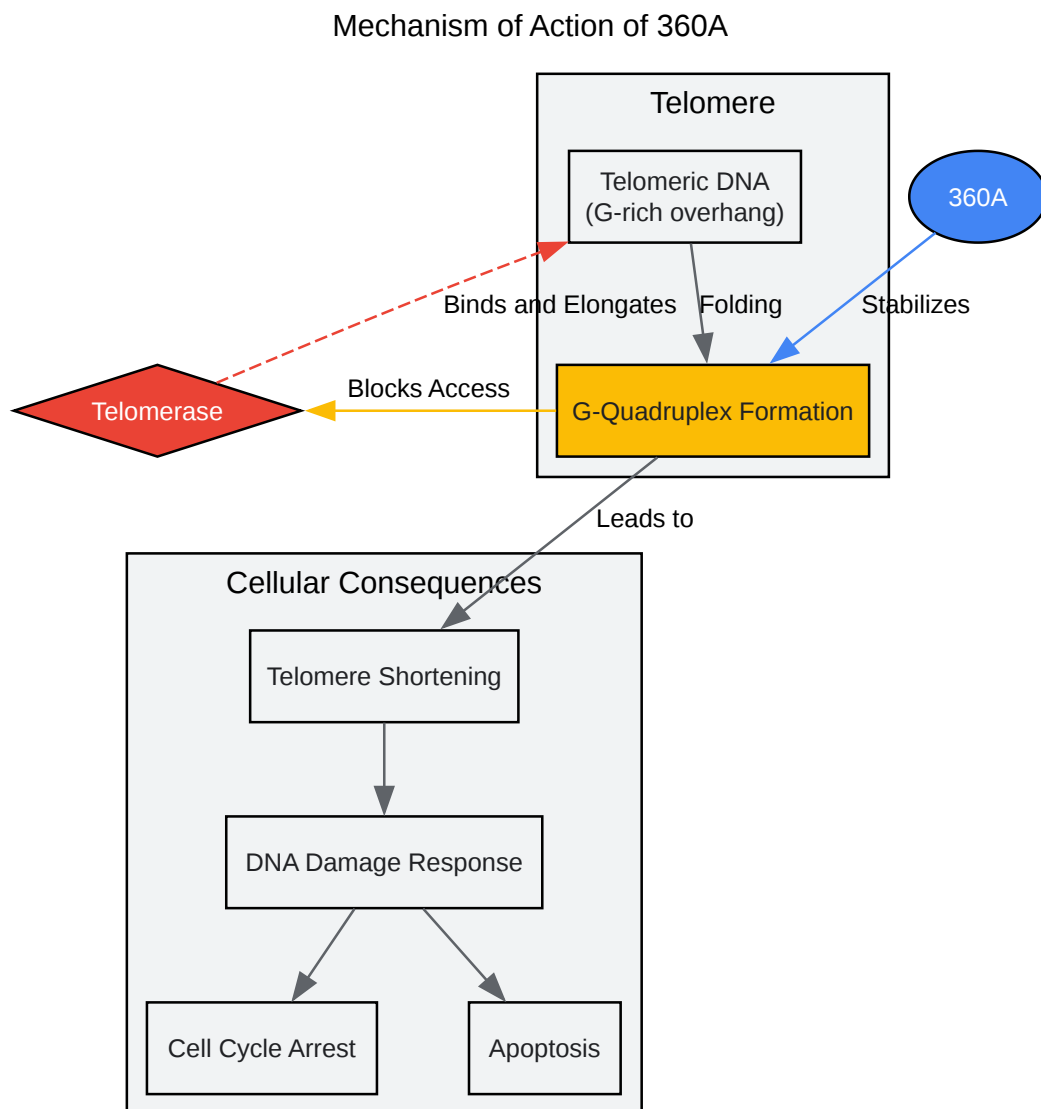 Mechanism of Action of 360A
Telomere
Telomeric DNA
(G-rich overhang)
360A
Binds and Elongates
Folding
Stabilizes
Telomerase
Blocks Access
G-Quadruplex Formation
Leads to
Cellular Consequences
Telomere Shortening
DNA Damage Response
Cell Cycle Arrest
Apoptosis